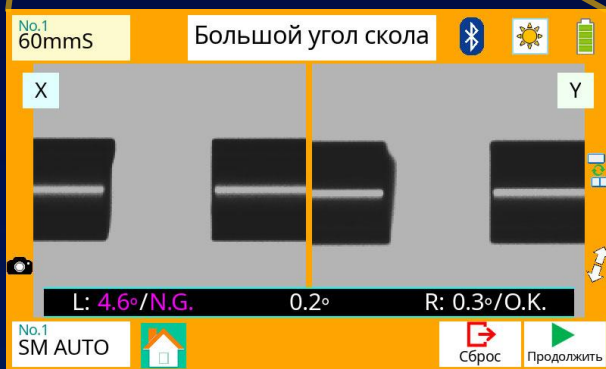 No.1
60mmS
Большой угол скола
X
Y
L: 4.6°/N.G.
0.2°
R: 0.3°/O.K.
No.1
SM AUTO
Сброс
Продолжить